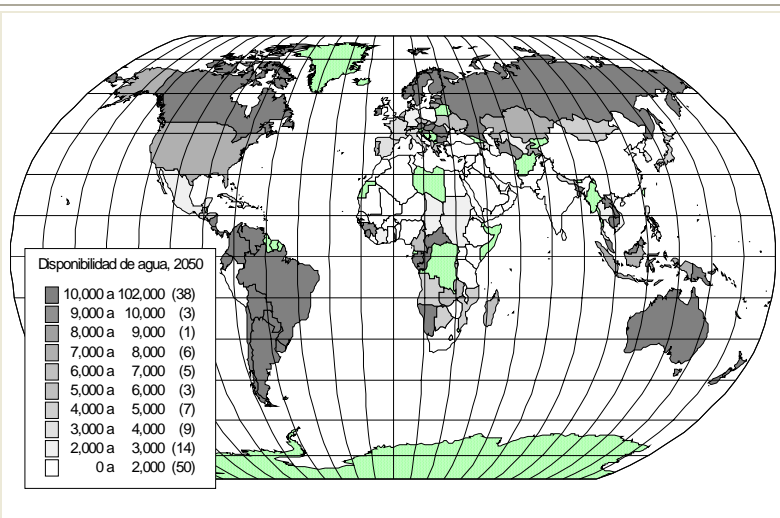 Disponibilidad de agua, 2050
10,000 a 102,000 (38)
9,000 a 10,000 (3)
8,000 a 9,000 (1)
7,000 a 8,000 (6)
6,000 a 7,000 (5)
5,000 a 6,000 (3)
4,000 a 5,000 (7)
3,000 a 4,000 (9)
2,000 a 3,000 (14)
0 a 2,000 (50)